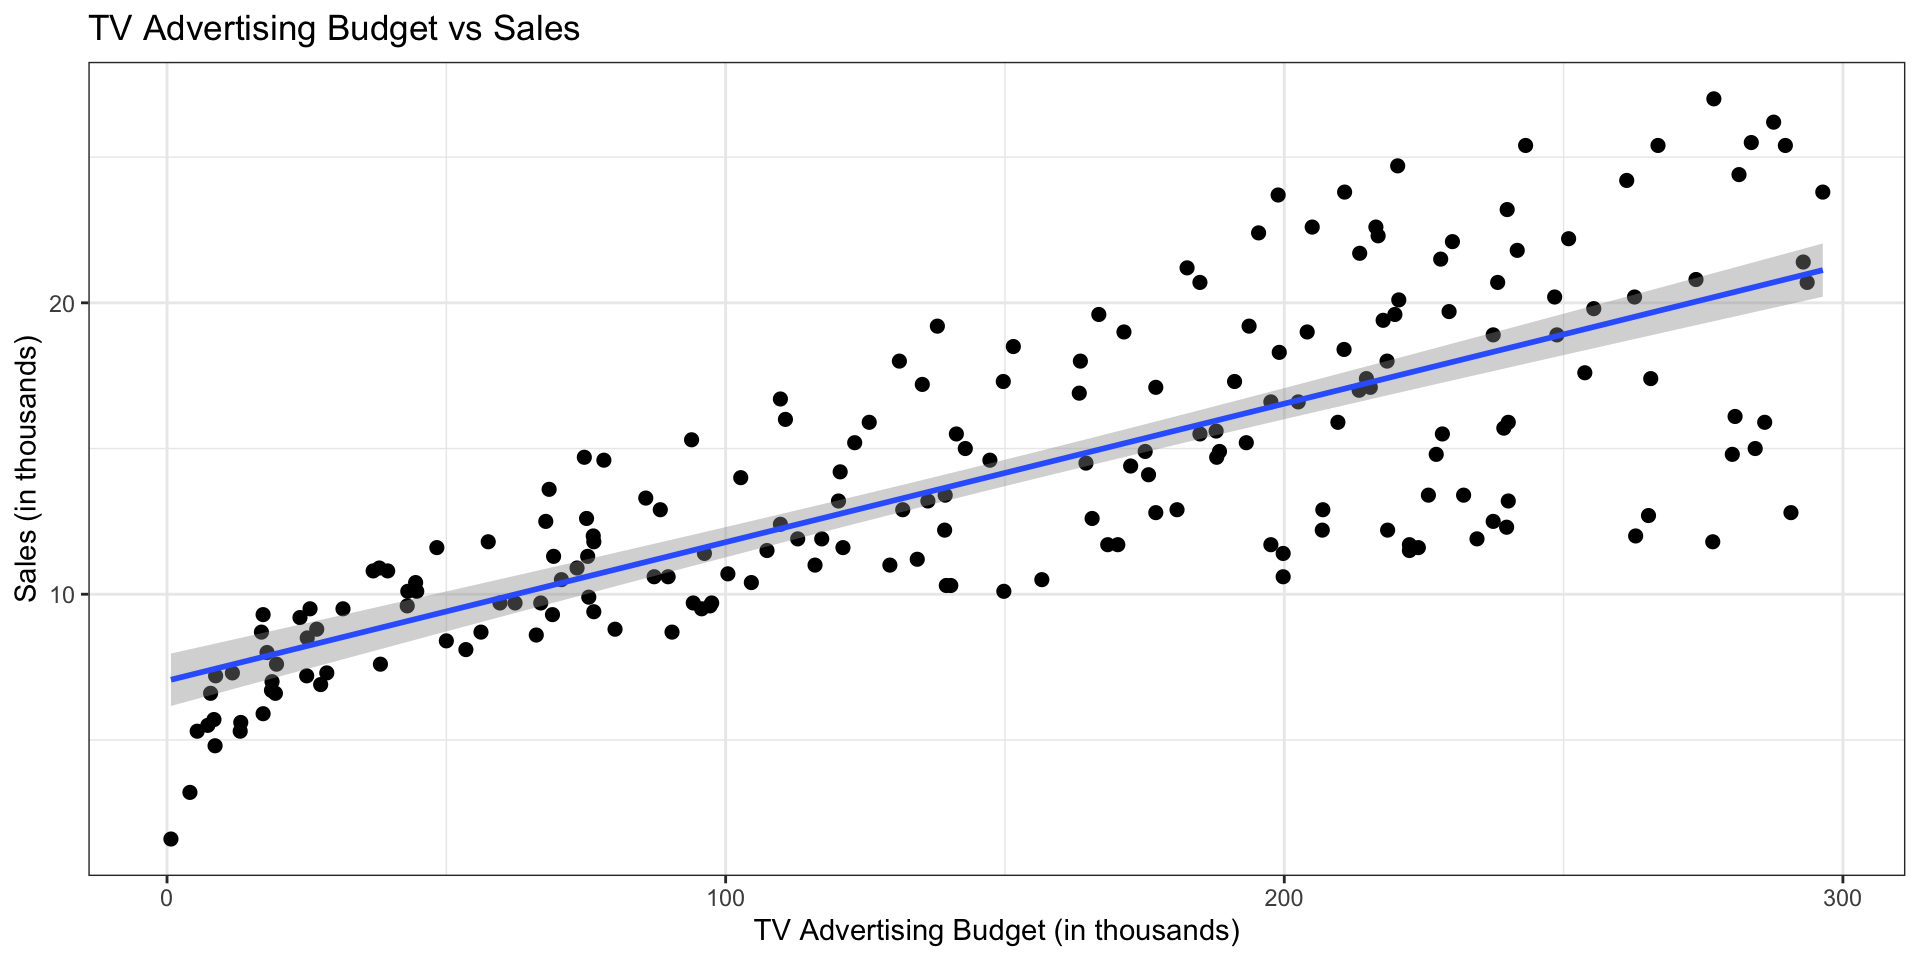 TV Advertising Budget vs Sales
Sales (in thousands)
20
10
0
100
200
300
TV Advertising Budget (in thousands)